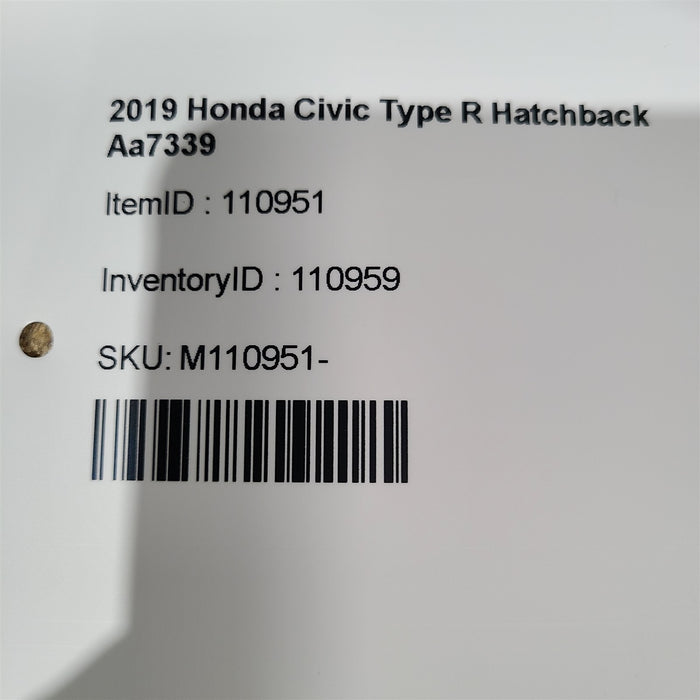 2019 Honda Civic Type R Hatchback
Aa7339
ItemID : 110951
InventoryID : 110959
SKU: M110951-